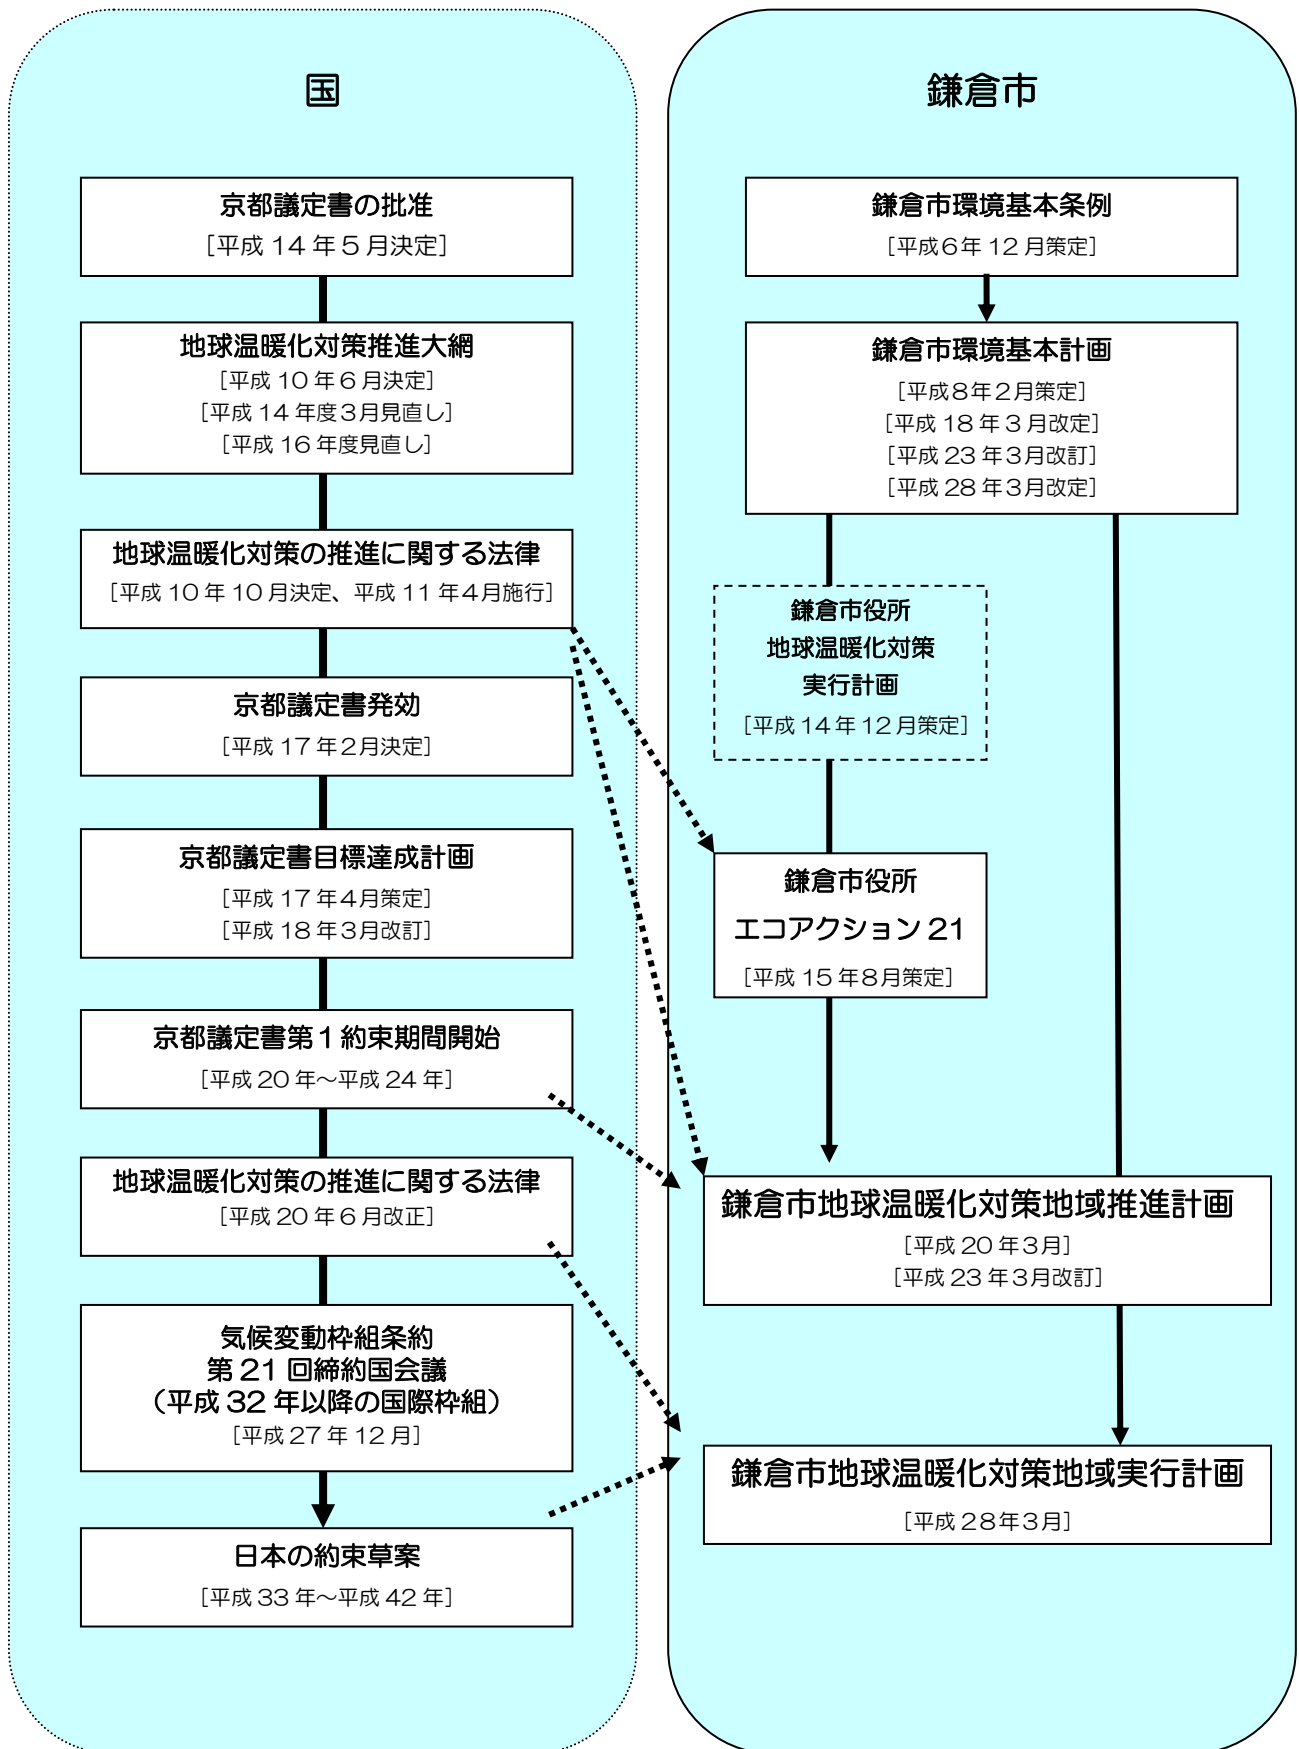 国
京都議定書の批准
［平成 14 年 5 月決定］
地球温暖化対策推進大綱
［平成 10 年 6 月決定］
［平成 14 年度３月見直し］
［平成 16 年度見直し］
地球温暖化対策の推進に関する法律
［平成 10 年 10 月決定、平成 11 年４月施行］
京都議定書発効
［平成 17 年２月決定］
京都議定書目標達成計画
［平成 17 年４月策定］
［平成 18 年３月改訂］
京都議定書第１約束期間開始
［平成 20 年～平成 24 年］
地球温暖化対策の推進に関する法律
［平成 20 年 6 月改正］
気候変動枠組条約
第 21 回締約国会議
（平成 32 年以降の国際枠組）
［平成 27 年 12 月］
日本の約束草案
［平成 33 年～平成 42 年］
鎌倉市
鎌倉市環境基本条例
［平成６年 12 月策定］
鎌倉市環境基本計画
［平成８年２月策定］
［平成 18 年 3 月改定］
［平成 23 年３月改訂］
［平成 28 年３月改定］
鎌倉市役所
地球温暖化対策
実行計画
［平成 14 年 12 月策定］
鎌倉市役所
エコアクション 21
［平成 15 年８月策定］
鎌倉市地球温暖化対策地域推進計画
［平成 20 年３月］
［平成 23 年３月改訂］
鎌倉市地球温暖化対策地域実行計画
［平成２８年３月］